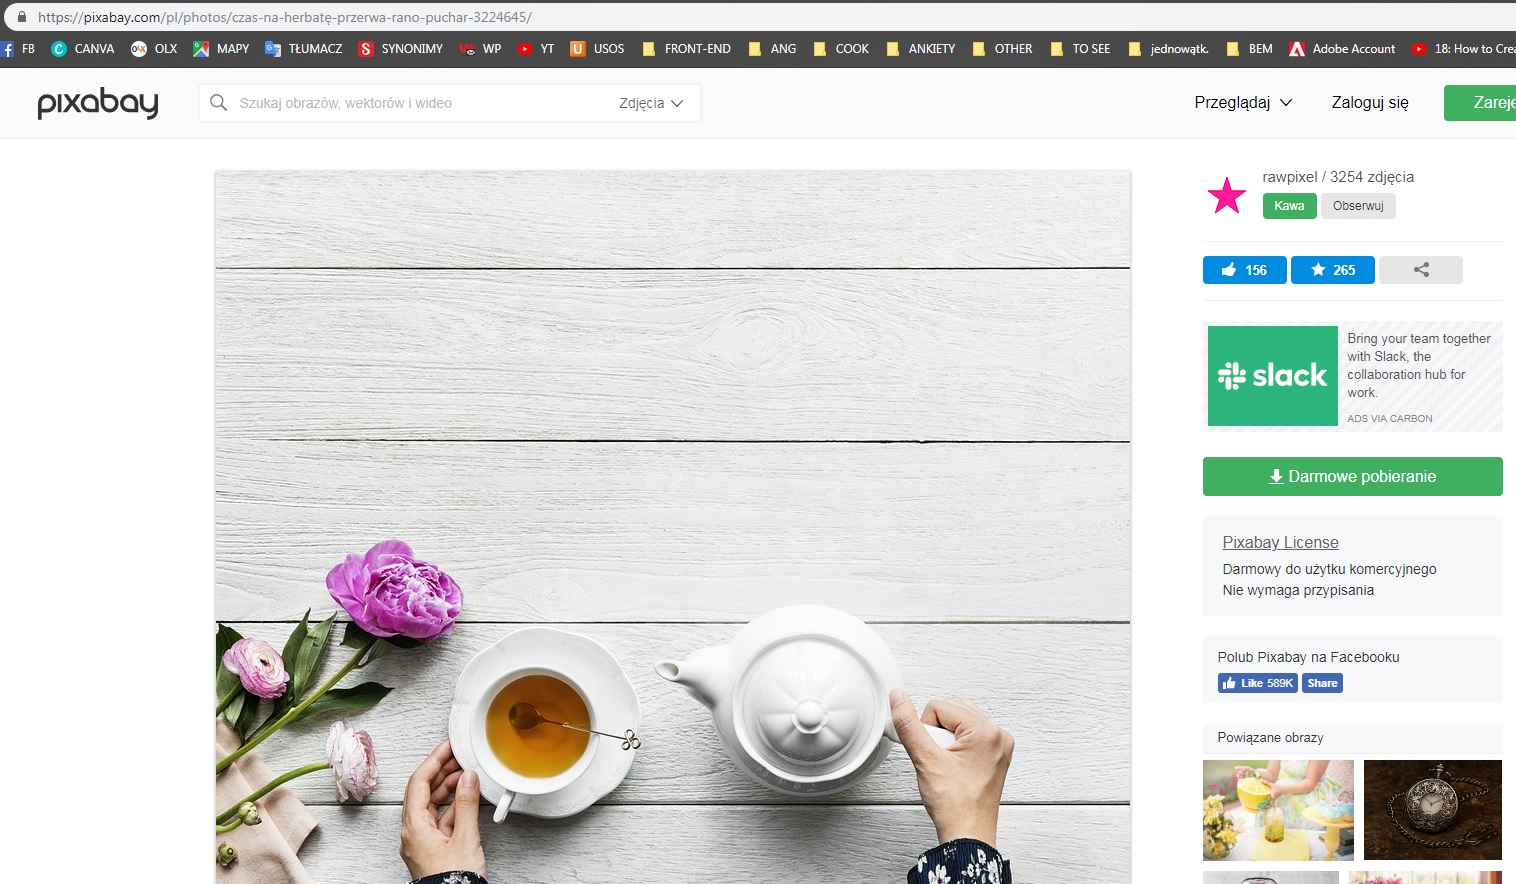 https://pixabay.com/pl/photos/czas-na-herbatę-przerwa-rano-puchar-3224645/
FB CANVA OLX MAPY TŁUMACZ SYNONIMY WP YT USOS FRONT-END ANG COOK ANKIETY OTHER TO SEE jednowątk. BEM Adobe Account 18: How to Crea
pixabay Szukaj obrazów, wektorów i wideo Zdjęcia Przeglądaj Zaloguj się Zareje
rawpixel / 3254 zdjęcia
Kawa Obserwuj
156 265
slack
Bring your team together
with Slack, the
collaboration hub for
work.
ADS VIA CARBON
Darmowe pobieranie
Pixabay License
Darmowy do użytku komercyjnego
Nie wymaga przypisania
Polub Pixabay na Facebooku
Like 589K Share
Powiązane obrazy